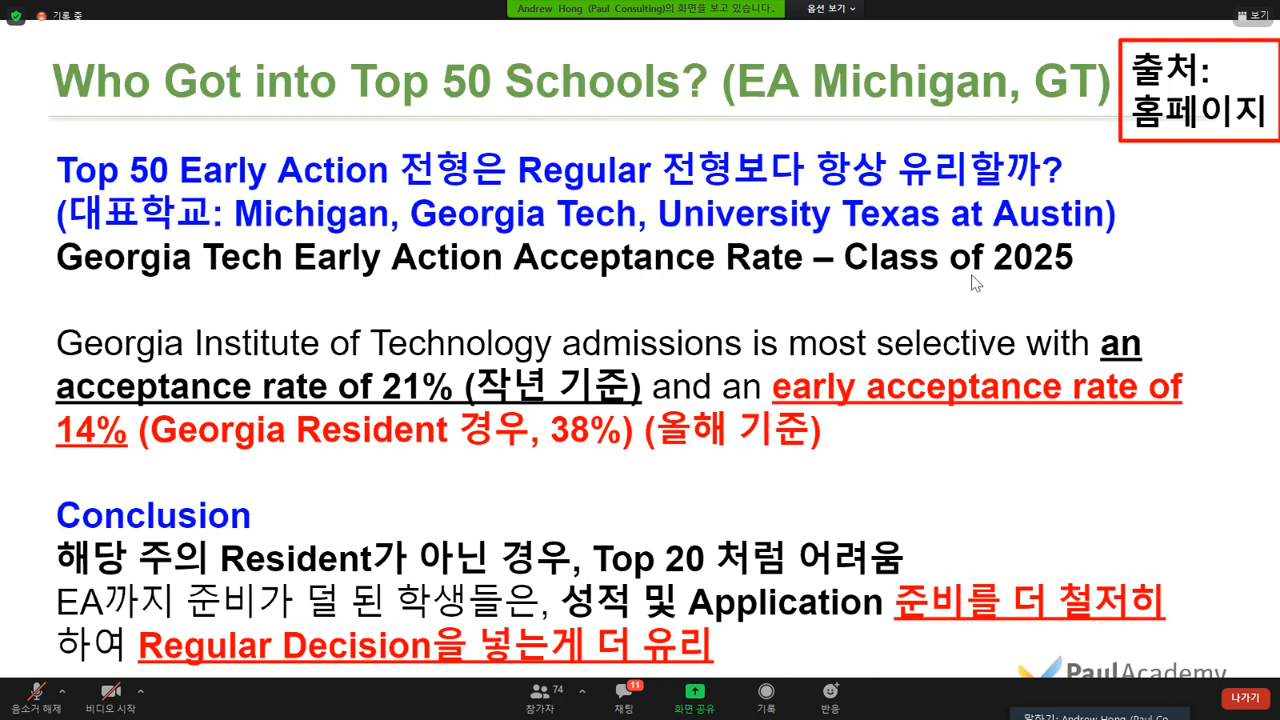 기록 중
Andrew Hong (Paul Consulting)의 화면을 보고 있습니다.
옵션 보기
보기
Who Got into Top 50 Schools? (EA Michigan, GT)
출처:
홈페이지
Top 50 Early Action 전형은 Regular 전형보다 항상 유리할까?
(대표학교: Michigan, Georgia Tech, University Texas at Austin)
Georgia Tech Early Action Acceptance Rate – Class of 2025
Georgia Institute of Technology admissions is most selective with an
acceptance rate of 21% (작년 기준) and an early acceptance rate of
14% (Georgia Resident 경우, 38%) (올해 기준)
Conclusion
해당 주의 Resident가 아닌 경우, Top 20 처럼 어려움
EA까지 준비가 덜 된 학생들은, 성적 및 Application 준비를 더 철저히
하여 Regular Decision을 넣는게 더 유리
PaulAcademy
음소거 해제
비디오 시작
74
참가자
11
채팅
화면 공유
기록
반응
나가기
말하기: Andrew Hong (Paul Co